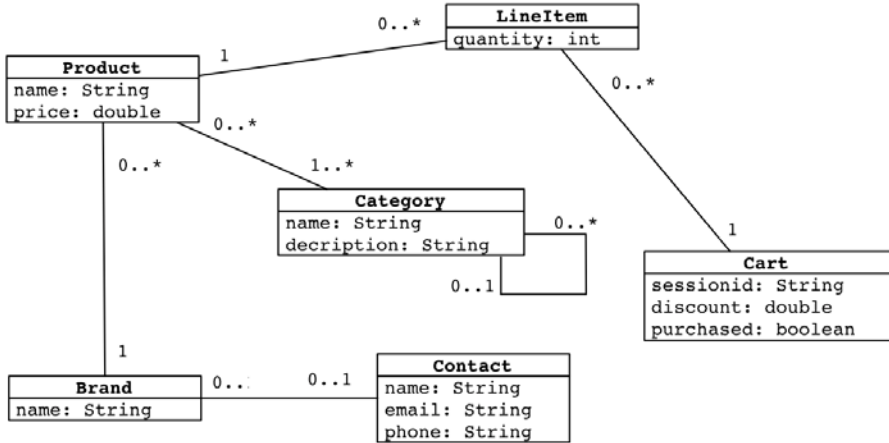 LineItem
quantity: int
0..*
1
0..*
Product
name: String
price: double
0..*
0..*
1..*
Category
name: String
decription: String
0..*
0..1
1
Cart
sessionid: String
discount: double
purchased: boolean
1
Brand
name: String
0..
0..1
Contact
name: String
email: String
phone: String